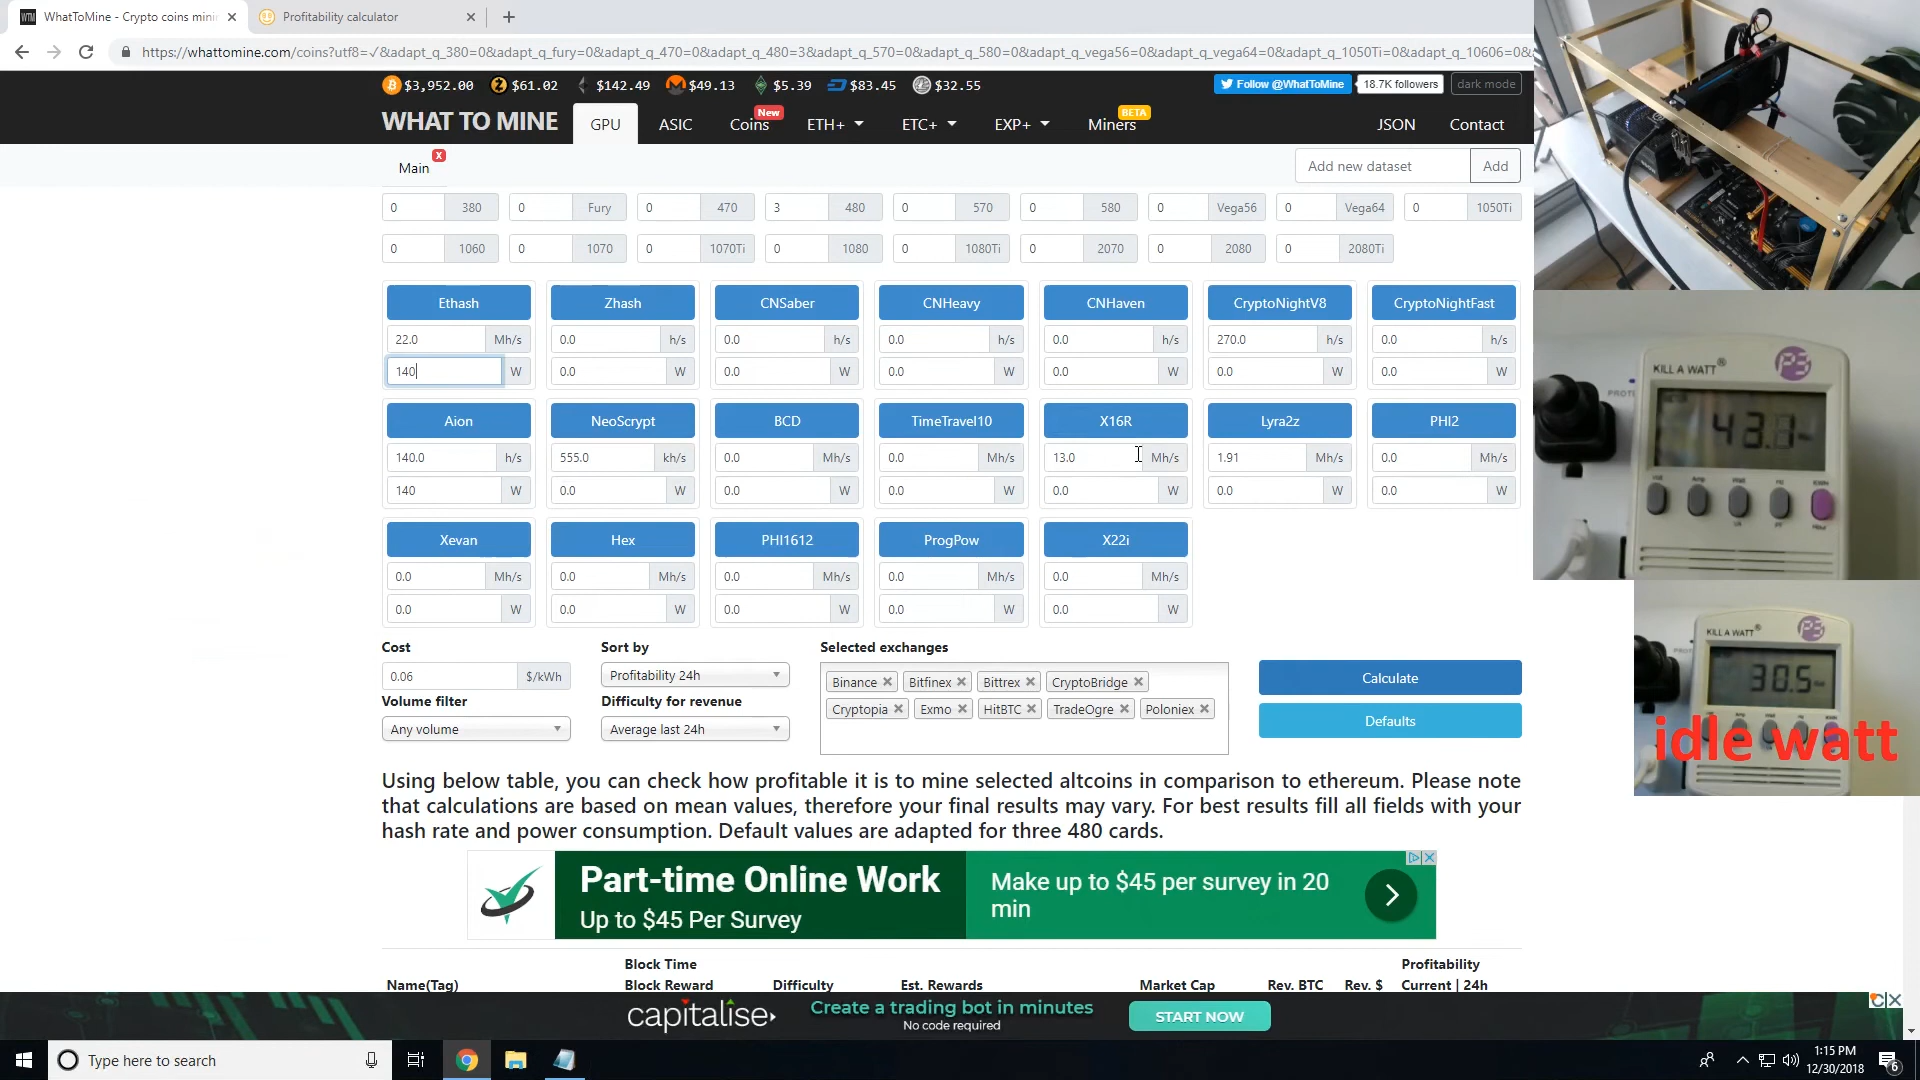 WhatToMine - Crypto coins mini
Profitability calculator
https://whattomine.com/coins?utf8=✓&adapt_q_380=0&adapt_q_fury=0&adapt_q_470=0&adapt_q_480=3&adapt_q_570=0&adapt_q_580=0&adapt_q_vega56=0&adapt_q_vega64=0&adapt_q_1050Ti=0&adapt_q_10606=0&
$3,952.00 $61.02 $142.49 $49.13 $5.39 $83.45 $32.55
Follow @WhatToMine 18.7K followers dark mode
WHAT TO MINE GPU ASIC Coins New ETH+ ETC+ EXP+ Miners BETA JSON Contact
Main x Add new dataset Add
0 380 0 Fury 0 470 3 480 0 570 0 580 0 Vega56 0 Vega64 0 1050Ti
0 1060 0 1070 0 1070Ti 0 1080 0 1080Ti 0 2070 0 2080 0 2080Ti
Ethash Zhash CNSaber CNHeavy CNHaven CryptoNightV8 CryptoNightFast
22.0 Mh/s 0.0 h/s 0.0 h/s 0.0 h/s 0.0 h/s 270.0 h/s 0.0 h/s
140 W 0.0 W 0.0 W 0.0 W 0.0 W 0.0 W 0.0 W
Aion NeoScrypt BCD TimeTravel10 X16R Lyra2z PHI2
140.0 h/s 555.0 kh/s 0.0 Mh/s 0.0 Mh/s 13.0 Mh/s 1.91 Mh/s 0.0 Mh/s
140 W 0.0 W 0.0 W 0.0 W 0.0 W 0.0 W 0.0 W
Xevan Hex PHI1612 ProgPow X22i
0.0 Mh/s 0.0 Mh/s 0.0 Mh/s 0.0 Mh/s 0.0 Mh/s
0.0 W 0.0 W 0.0 W 0.0 W 0.0 W
Cost Sort by Selected exchanges
0.06 $/kWh Profitability 24h Binance Bitfinex Bittrex CryptoBridge Calculate
Volume filter Difficulty for revenue Cryptopia Exmo HitBTC TradeOgre Poloniex
Any volume Average last 24h Defaults
Using below table, you can check how profitable it is to mine selected altcoins in comparison to ethereum. Please note
that calculations are based on mean values, therefore your final results may vary. For best results fill all fields with your
hash rate and power consumption. Default values are adapted for three 480 cards.
Part-time Online Work
Up to $45 Per Survey
Make up to $45 per survey in 20
min
Block Time Profitability
Name(Tag) Block Reward Difficulty Est. Rewards Market Cap Rev. BTC Rev. $ Current | 24h
capitalise
Create a trading bot in minutes
No code required
START NOW
Type here to search
1:15 PM
12/30/2018
6
KILL A WATT P3
43.0
KILL A WATT P3
30.5
idle watt